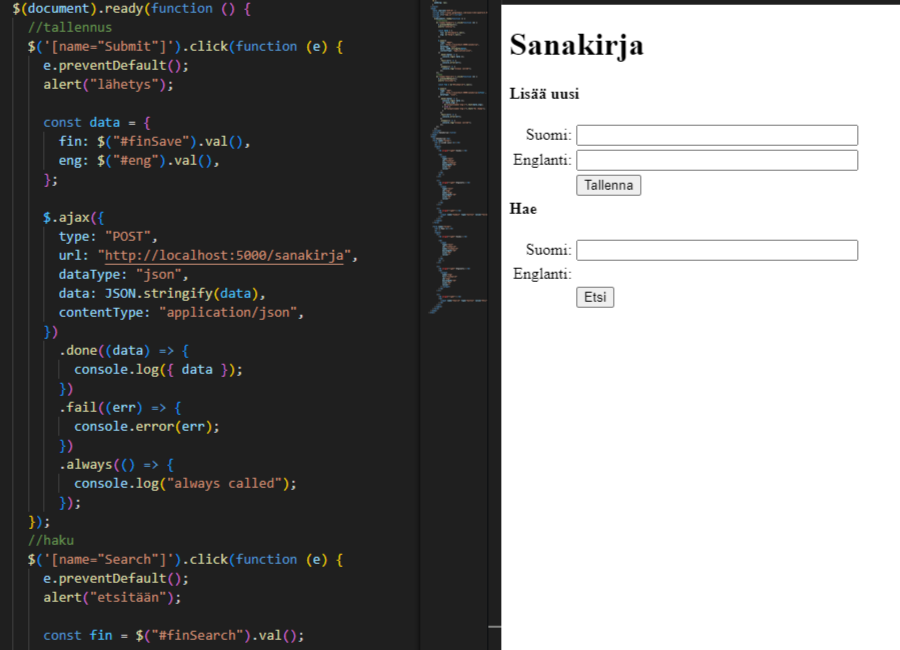 $(document).ready(function () {
//tallennus
$('[name="Submit"]').click(function (e) {
e.preventDefault();
alert("lähetys");
const data = {
fin: $("#finSave").val(),
eng: $("#eng").val(),
};
$.ajax({
type: "POST",
url: "http://localhost:5000/sanakirja",
dataType: "json",
data: JSON.stringify(data),
contentType: "application/json",
})
.done((data) => {
console.log({ data });
})
.fail((err) => {
console.error(err);
})
.always(() => {
console.log("always called");
});
});
//haku
$('[name="Search"]').click(function (e) {
e.preventDefault();
alert("etsitään");
const fin = $("#finSearch").val();
Sanakirja
Lisää uusi
Suomi:
Englanti:
Tallenna
Hae
Suomi:
Englanti:
Etsi